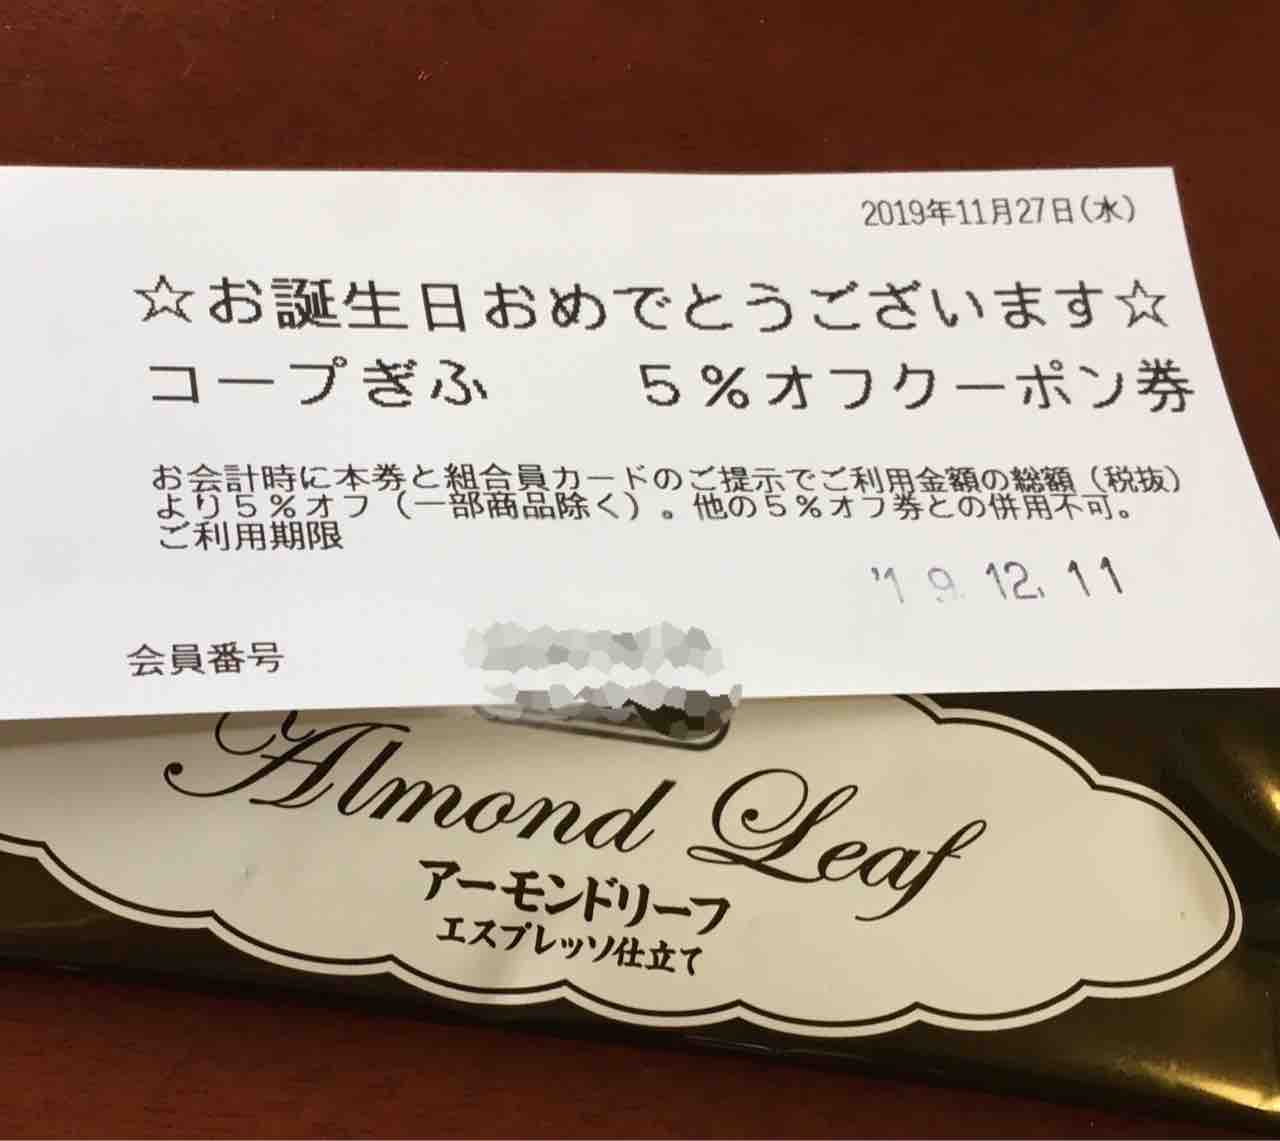 2019年11月27日(水)
☆お誕生日おめでとうございます☆
コープぎふ　　5%オフクーポン券
お会計時に本券と組合員カードのご提示でご利用金額の総額(税抜)
より5%オフ(一部商品除く)。他の5%オフ券との併用不可。
ご利用期限
'19.12.11
会員番号
Almond Leaf
アーモンドリーフ
エスプレッソ仕立て